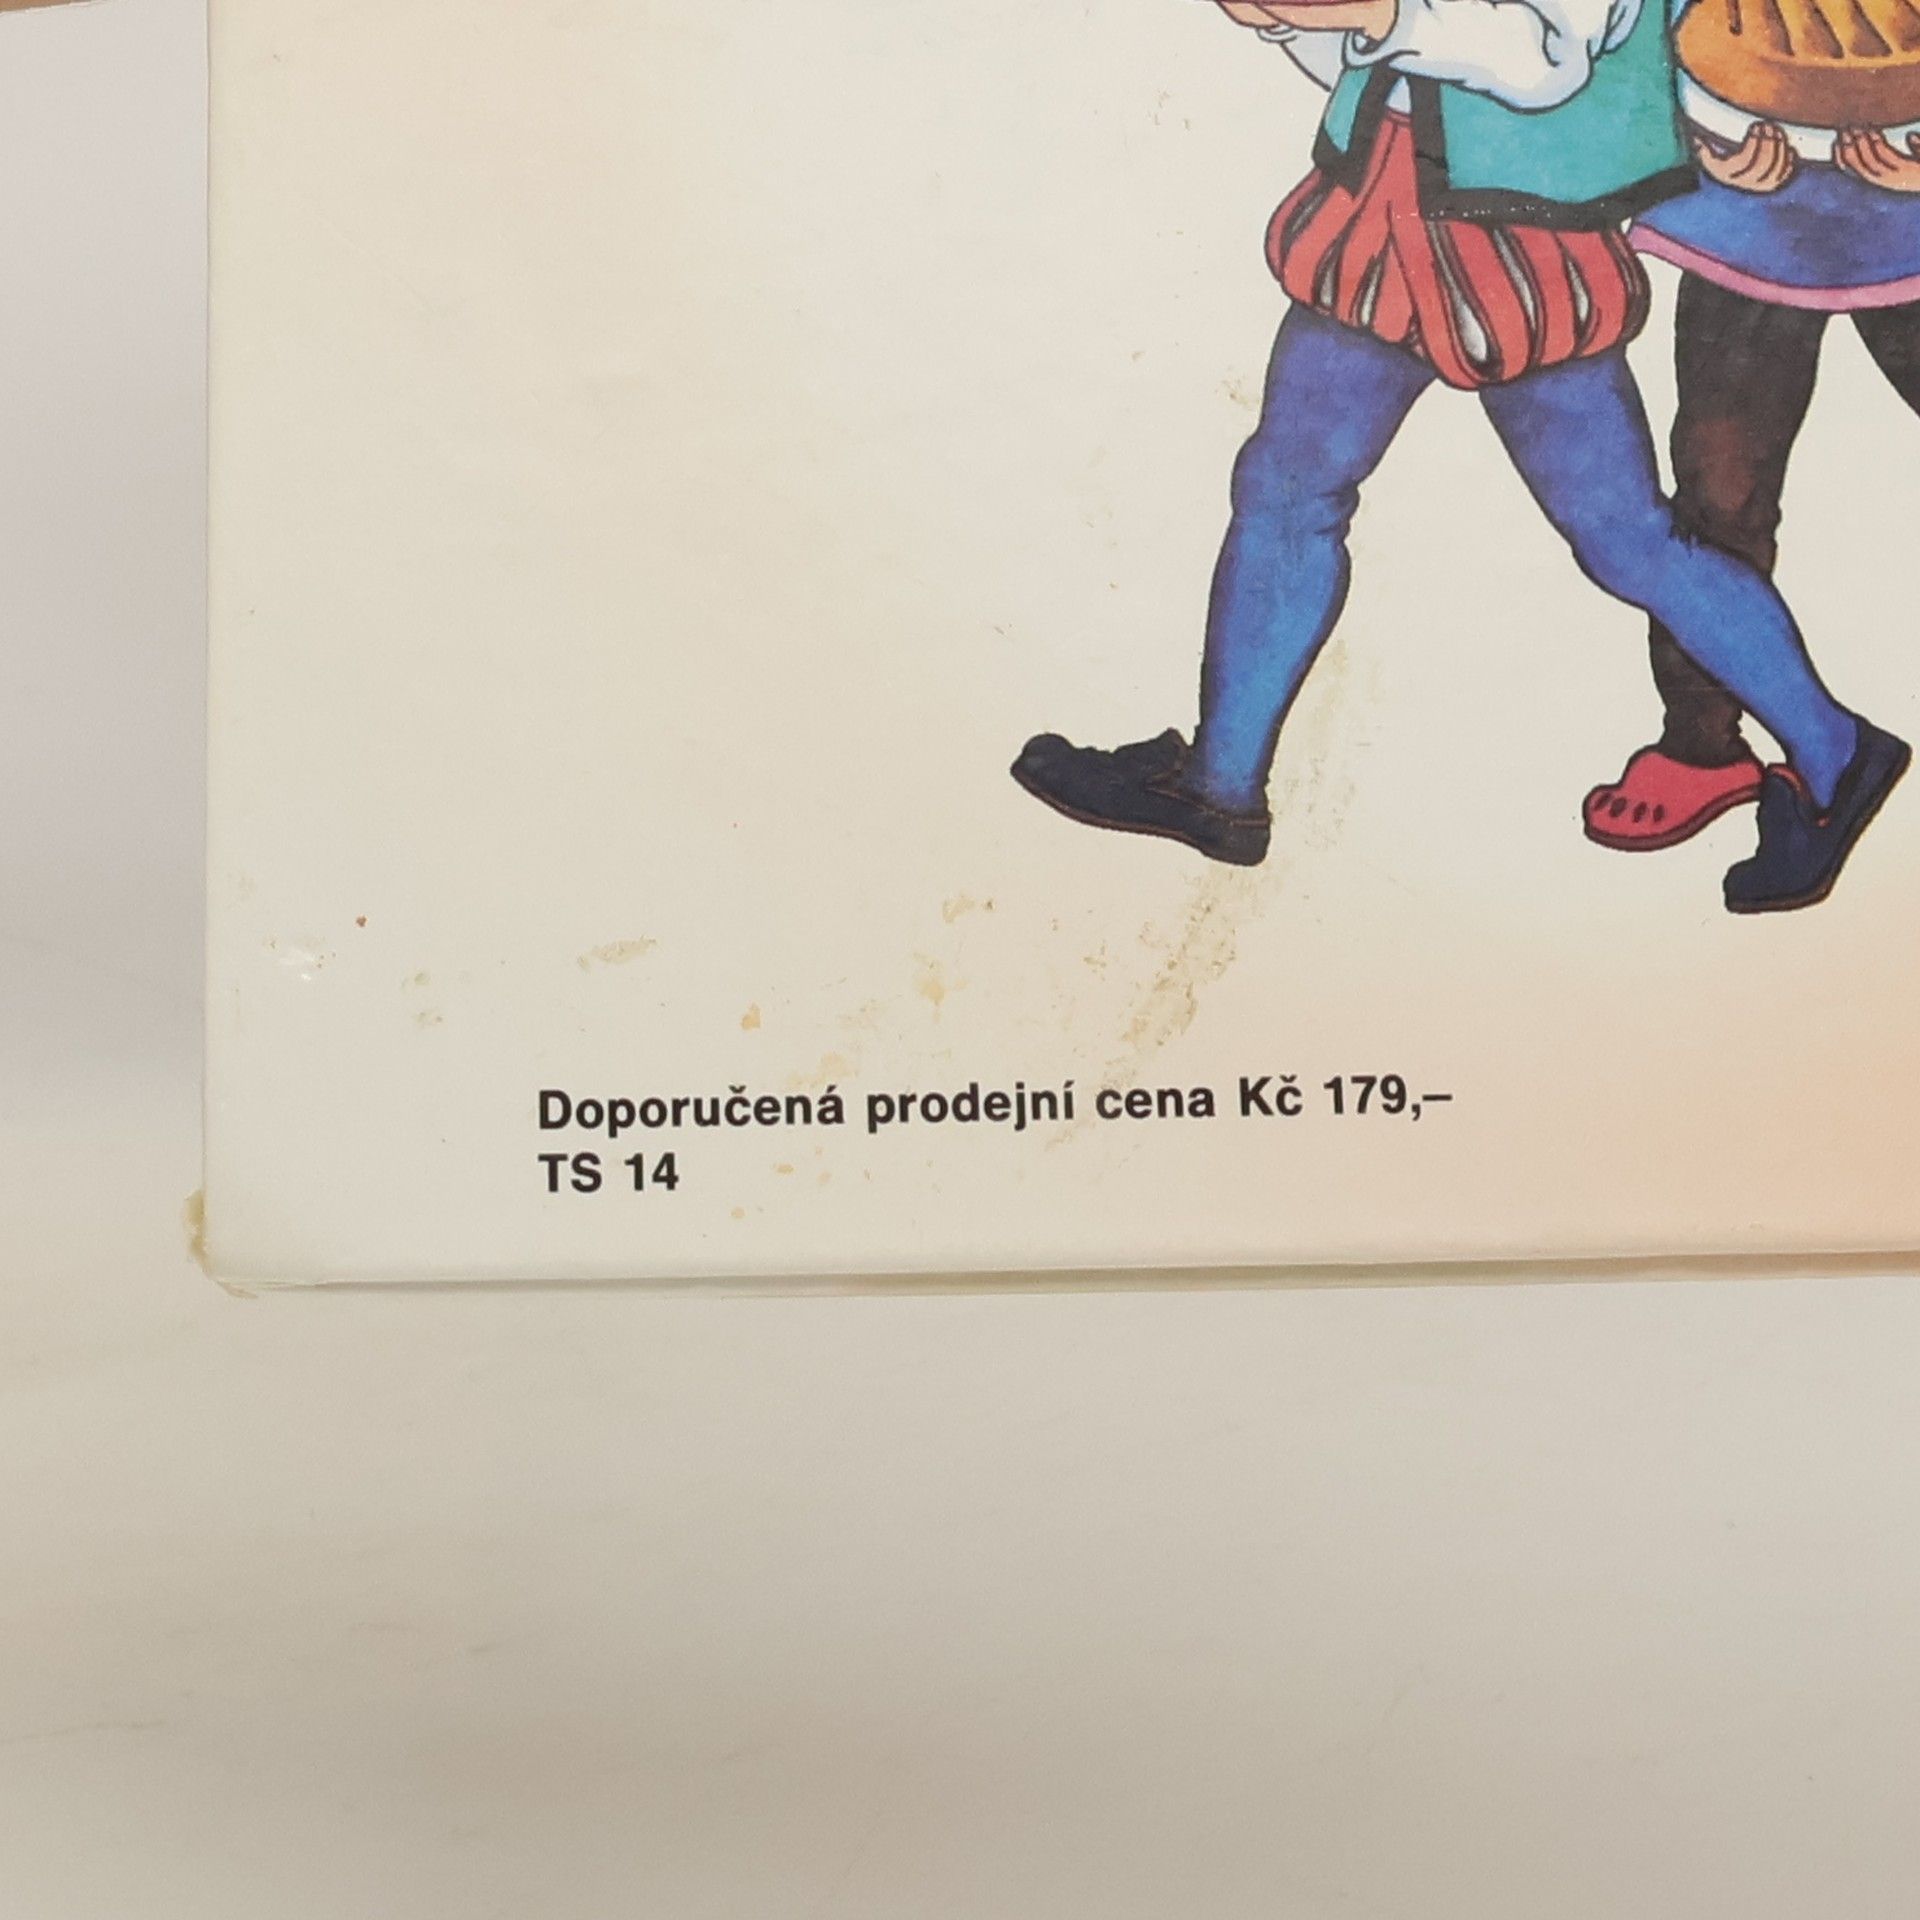 Doporučená prodejní cena Kč 179,–
TS 14